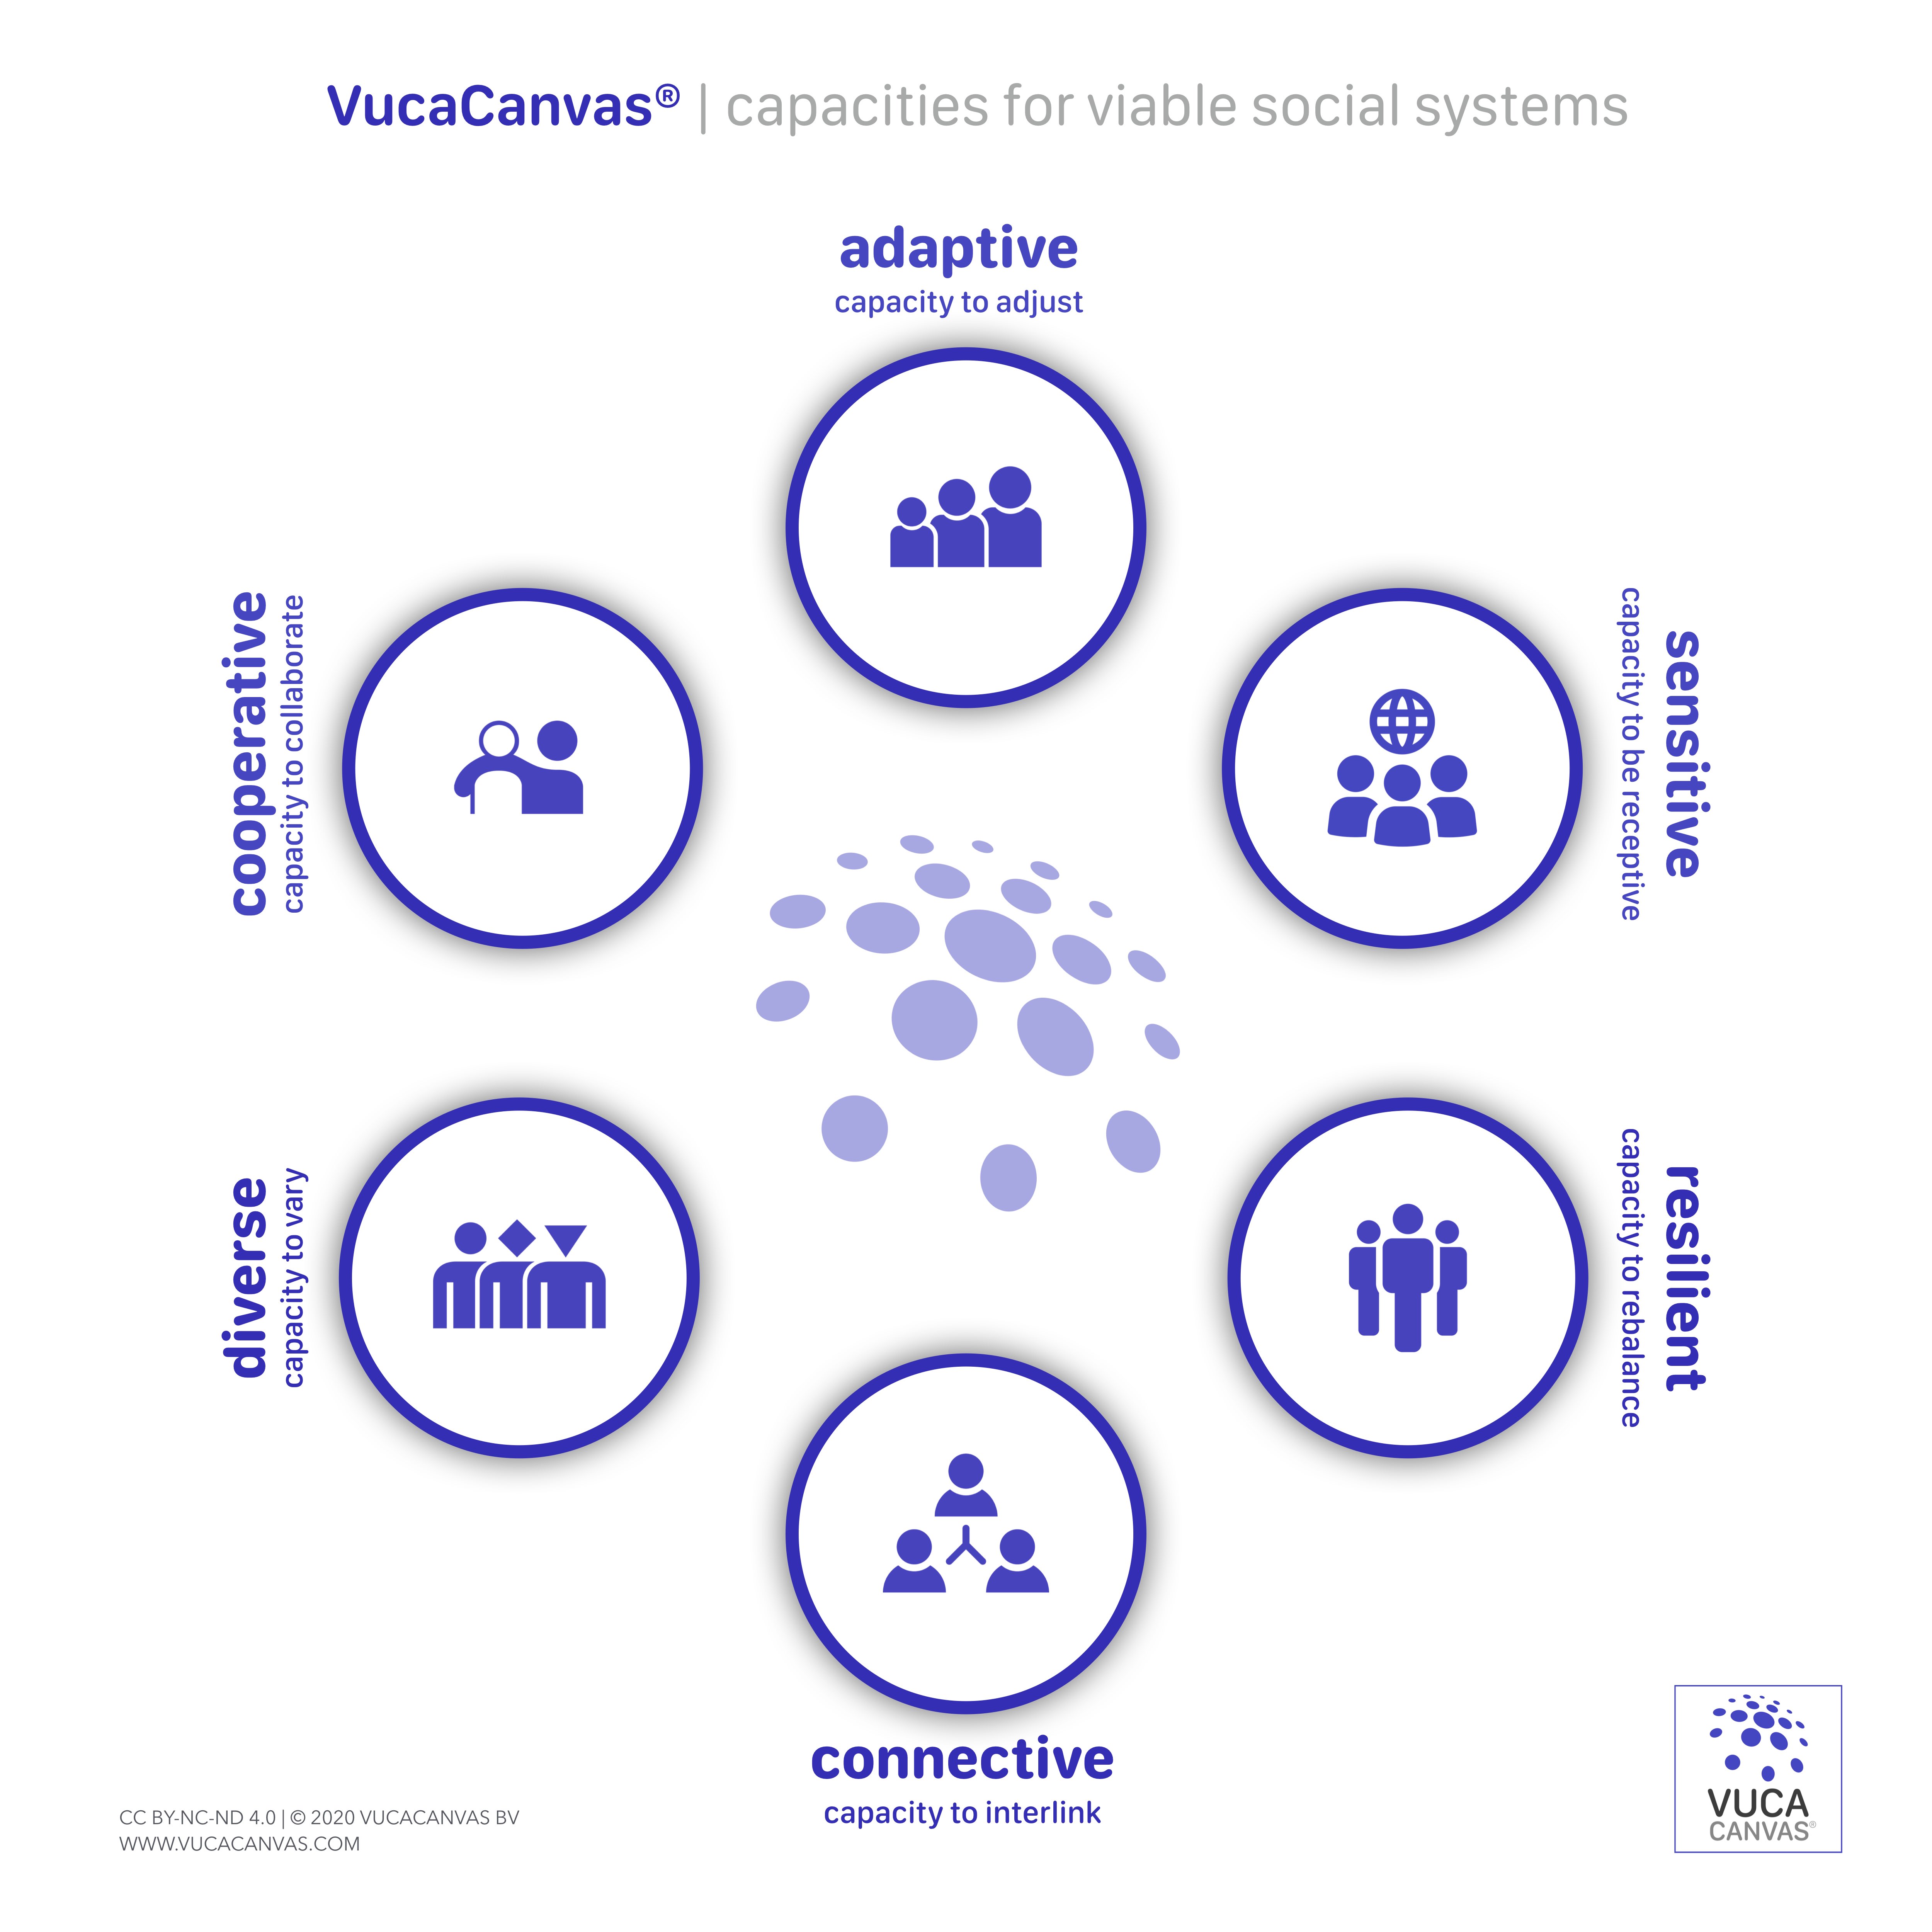 VucaCanvas® | capacities for viable social systems
adaptive
capacity to adjust
cooperative
capacity to collaborate
sensitive
capacity to be receptive
diverse
capacity to vary
resilient
capacity to rebalance
connective
capacity to interlink
CC BY-NC-ND 4.0 | © 2020 VUCACANVAS BV
WWW.VUCACANVAS.COM
VUCA
CANVAS®